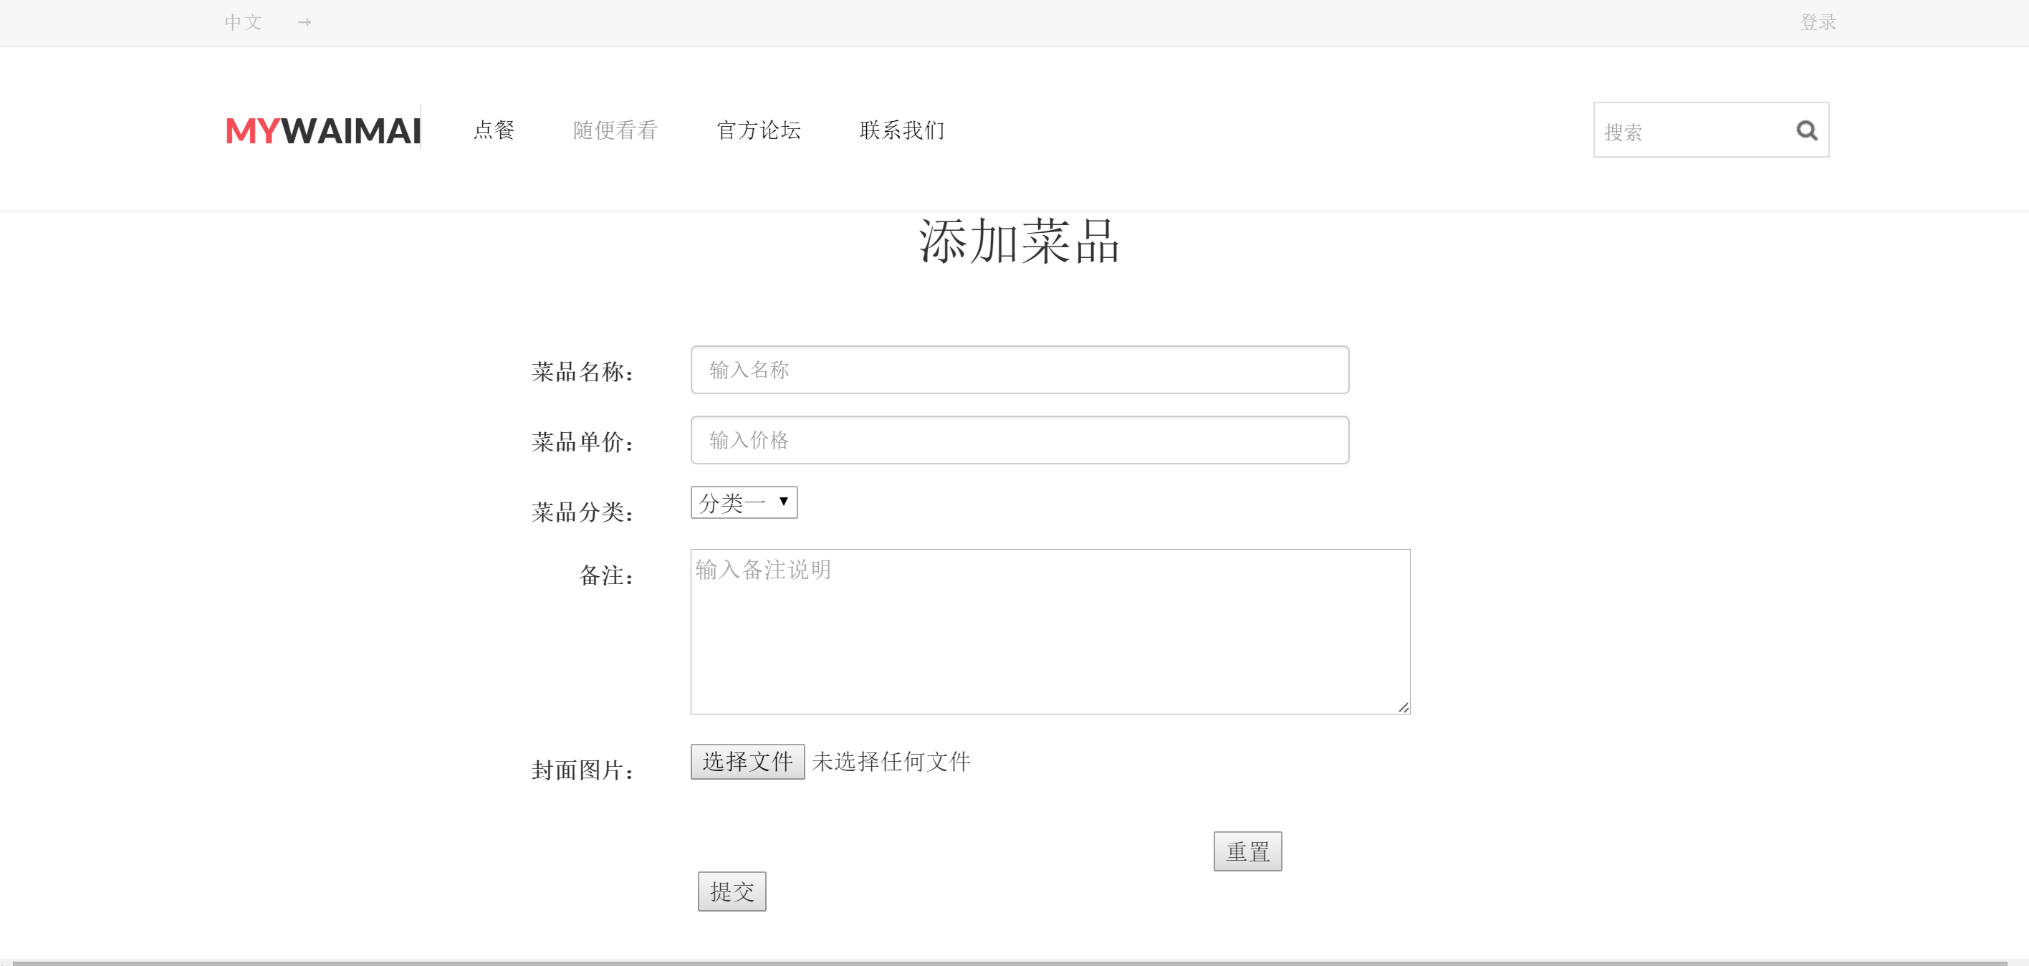 中文 → 登录
MYWAIMAI 点餐 随便看看 官方论坛 联系我们 搜索
添加菜品
菜品名称： 输入名称
菜品单价： 输入价格
菜品分类： 分类一 ▼
备注： 输入备注说明
封面图片： 选择文件 未选择任何文件
重置
提交